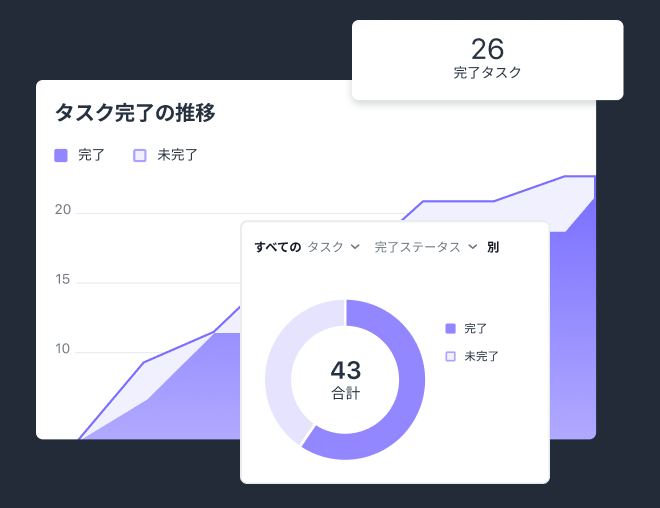 26
完了タスク
タスク完了の推移
完了 未完了
20
15
10
すべての タスク 完了ステータス 別
43
合計
完了
未完了